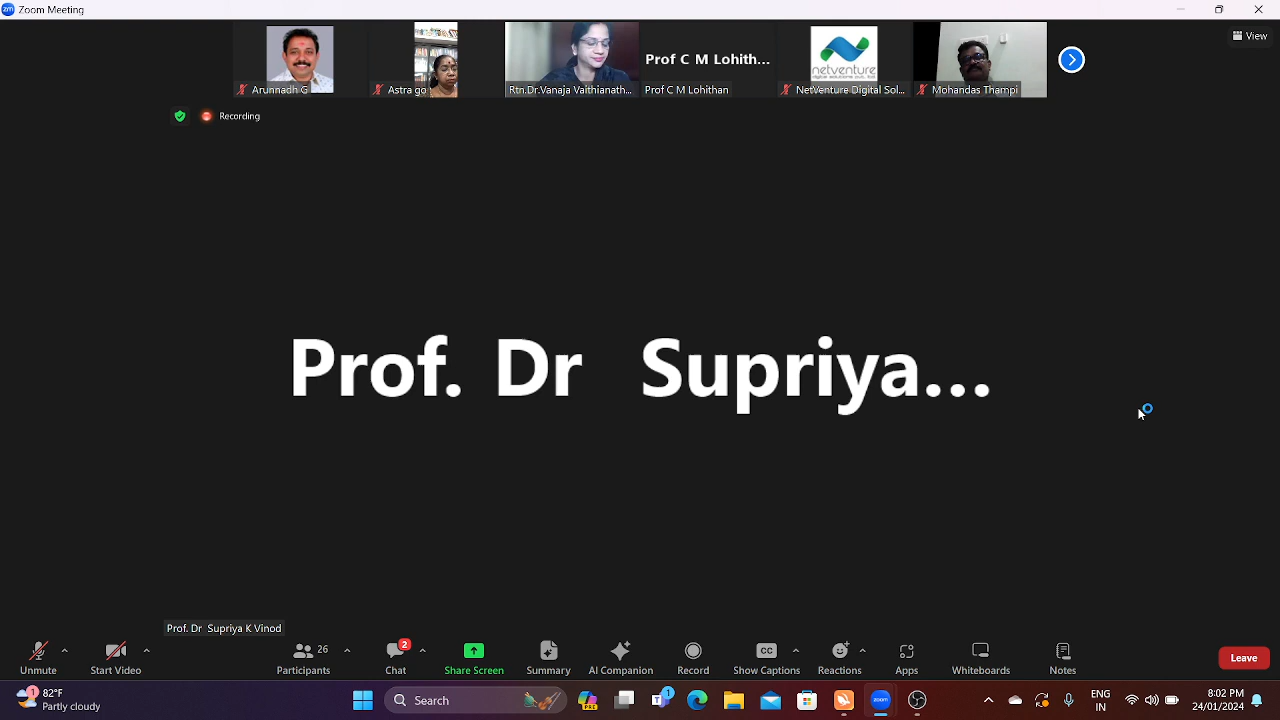 Zoom Meeting
View
Prof C M Lohith...
netventure
Arunnadh G
Astra go
Rtn.Dr.Vanaja Vaithianath...
Prof C M Lohithan
NetVenture Digital Sol...
Mohandas Thampi
Recording
Prof. Dr Supriya...
Prof. Dr Supriya K Vinod
26
2
CC
Unmute
Start Video
Participants
Chat
Share Screen
Summary
AI Companion
Record
Show Captions
Reactions
Apps
Whiteboards
Notes
Leave
1
82°F
Partly cloudy
Search
PRE
1
zoom
ENG
IN
8:02 PM
24/01/2024